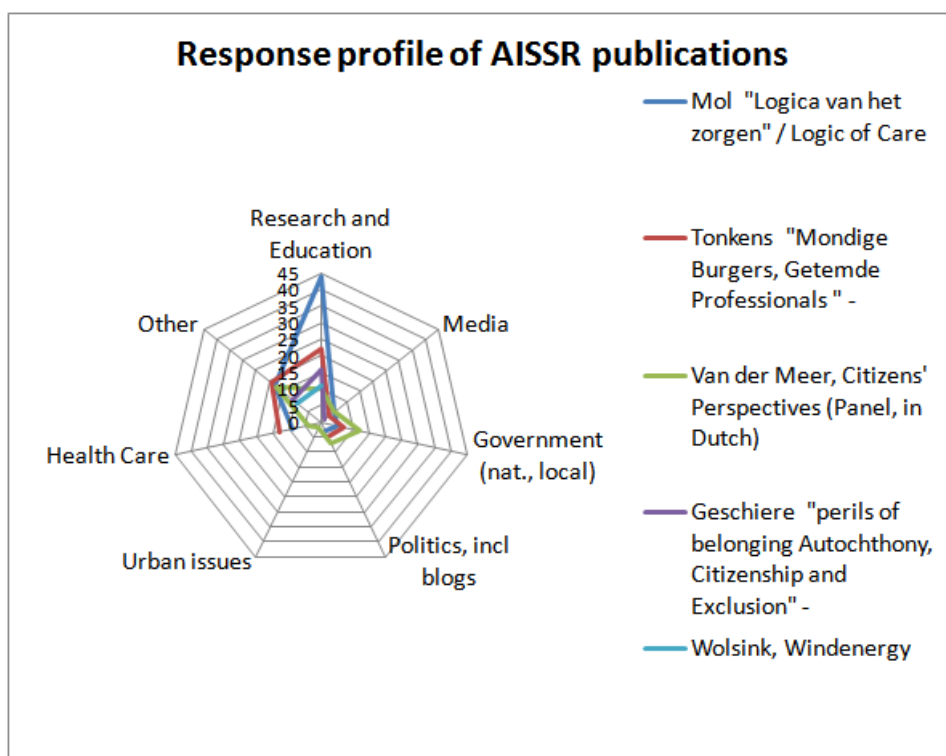 Response profile of AISSR publications
Mol "Logica van het
zorgen" / Logic of Care
Tonkens "Mondige
Burgers, Getemde
Professionals " -
Van der Meer, Citizens'
Perspectives (Panel, in
Dutch)
Geschiere "perils of
belonging Autochthony,
Citizenship and
Exclusion" -
Wolsink, Windenergy
Research and
Education
Media
Government
(nat., local)
Politics, incl
blogs
Urban issues
Health Care
Other
45
40
35
30
25
20
15
10
5
0